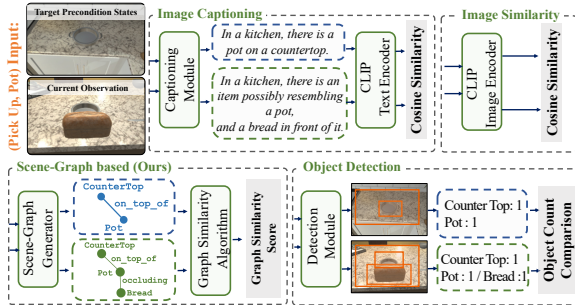 (Pick Up, Pot) Input:
Target Precondition States
Current Observation
Image Captioning
Captioning
Module
In a kitchen, there is a
pot on a countertop.
In a kitchen, there is an
item possibly resembling
a pot,
and a bread in front of it.
CLIP
Text Encoder
Cosine Similarity
Image Similarity
CLIP
Image Encoder
Cosine Similarity
Scene-Graph based (Ours)
Scene-Graph
Generator
CounterTop
on_top_of
Pot
CounterTop
on_top_of
Pot
occluding
Bread
Graph Similarity
Algorithm
Graph Similarity
Score
Object Detection
Detection
Module
Counter Top: 1
Pot : 1
Counter Top: 1
Pot : 1 / Bread :1
Object Count
Comparison